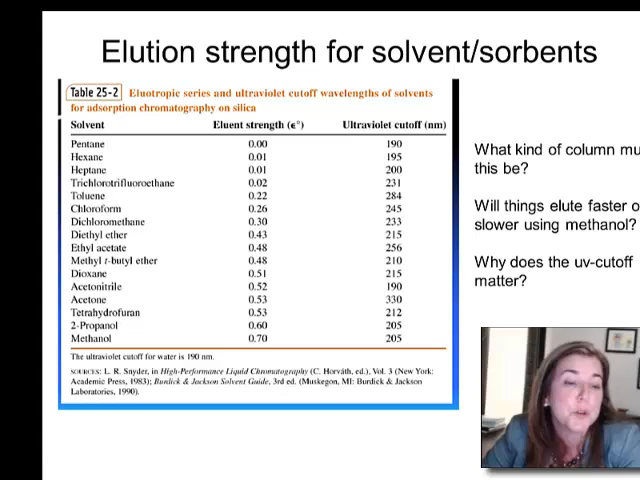 Elution strength for solvent/sorbents
Table 25-2 Eluotropic series and ultraviolet cutoff wavelengths of solvents
for adsorption chromatography on silica
Solvent Eluent strength (ϵ°) Ultraviolet cutoff (nm)
Pentane 0.00 190
Hexane 0.01 195
Heptane 0.01 200
Trichlorotrifluoroethane 0.02 231
Toluene 0.22 284
Chloroform 0.26 245
Dichloromethane 0.30 233
Diethyl ether 0.43 215
Ethyl acetate 0.48 256
Methyl t-butyl ether 0.48 210
Dioxane 0.51 215
Acetonitrile 0.52 190
Acetone 0.53 330
Tetrahydrofuran 0.53 212
2-Propanol 0.60 205
Methanol 0.70 205
The ultraviolet cutoff for water is 190 nm.
SOURCES: L. R. Snyder, in High-Performance Liquid Chromatography (C. Horváth, ed.), Vol. 3 (New York:
Academic Press, 1983); Burdick & Jackson Solvent Guide, 3rd ed. (Muskegon, MI: Burdick & Jackson
Laboratories, 1990).
What kind of column mu
this be?
Will things elute faster o
slower using methanol?
Why does the uv-cutoff
matter?